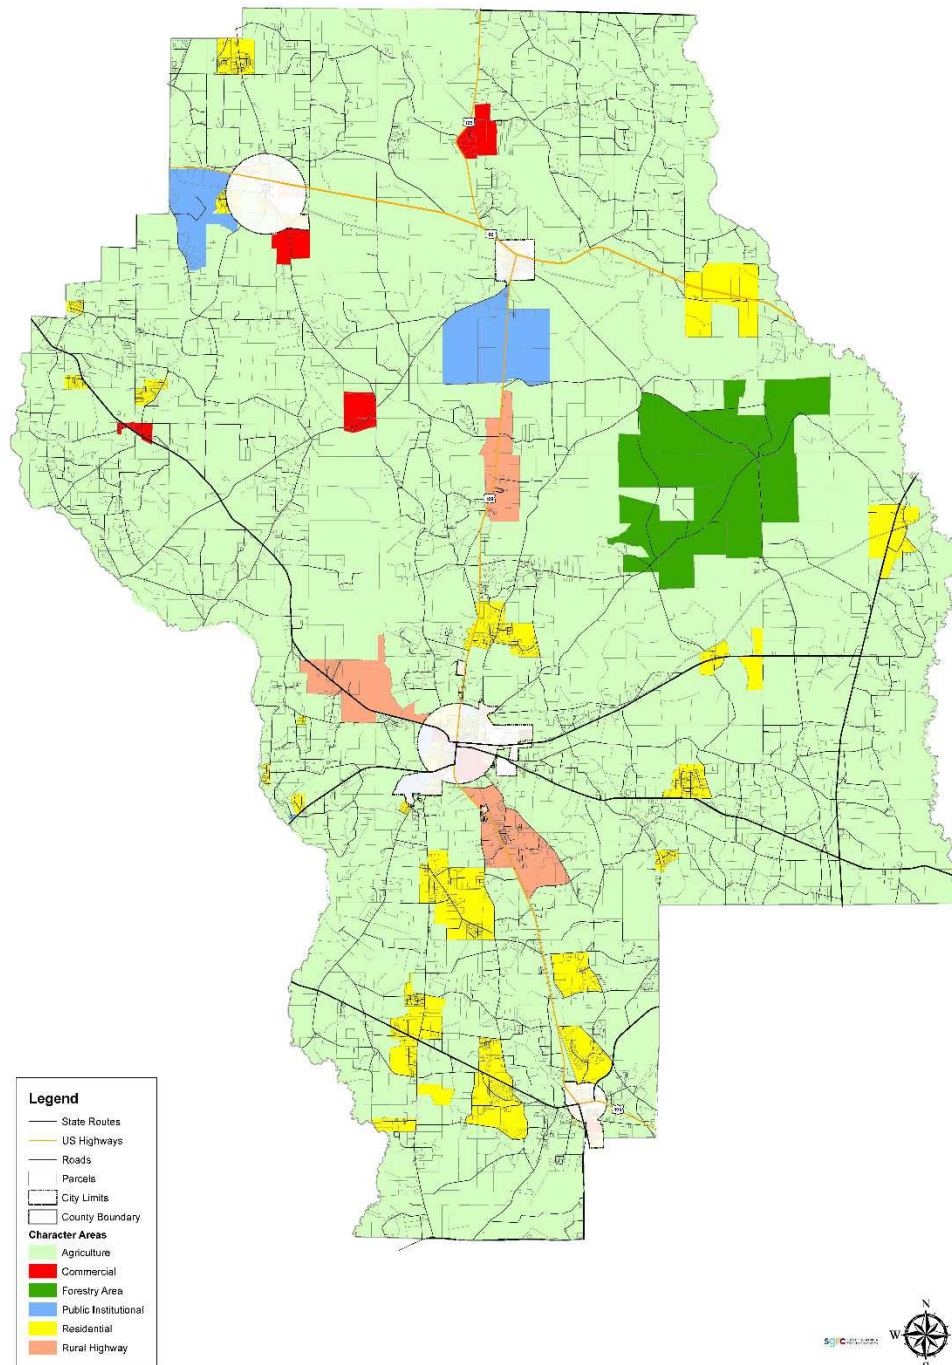 Legend
State Routes
US Highways
Roads
Parcels
City Limits
County Boundary
Character Areas
Agriculture
Commercial
Forestry Area
Public Institutional
Residential
Rural Highway
N
W
sgrc